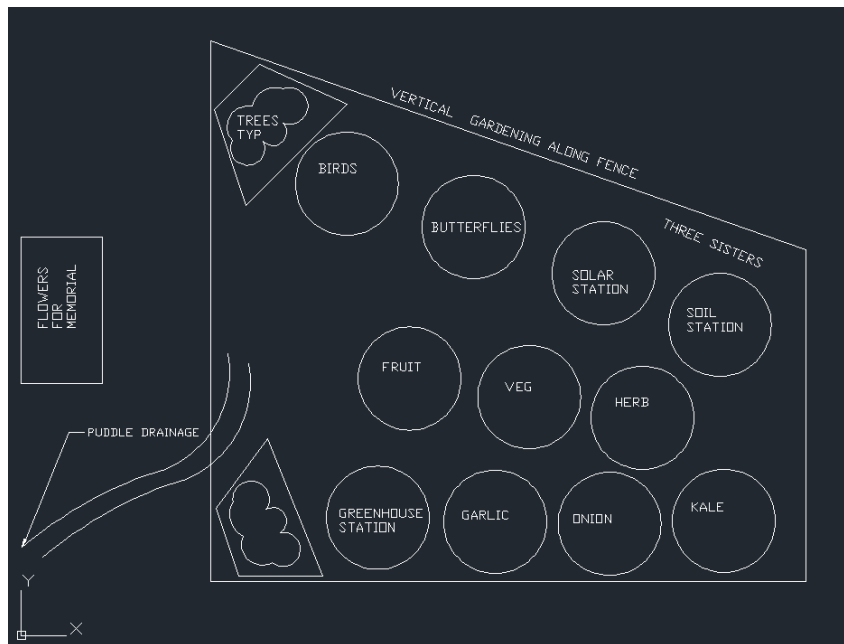 VERTICAL GARDENING ALONG FENCE
TREES
TYP
BIRDS
BUTTERFLIES
THREE SISTERS
SOLAR
STATION
SOIL
STATION
FLOWERS
FOR
MEMORIAL
FRUIT
VEG
HERB
PUDDLE DRAINAGE
GREENHOUSE
STATION
GARLIC
ONION
KALE
Y
X